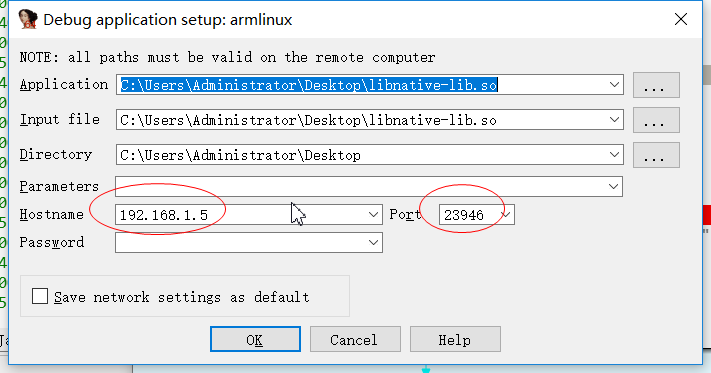 Debug application setup: armlinux
NOTE: all paths must be valid on the remote computer
Application C:\Users\Administrator\Desktop\libnative-lib.so ...
Input file C:\Users\Administrator\Desktop\libnative-lib.so ...
Directory C:\Users\Administrator\Desktop ...
Parameters
Hostname 192.168.1.5 Port 23946
Password
Save network settings as default
OK Cancel Help